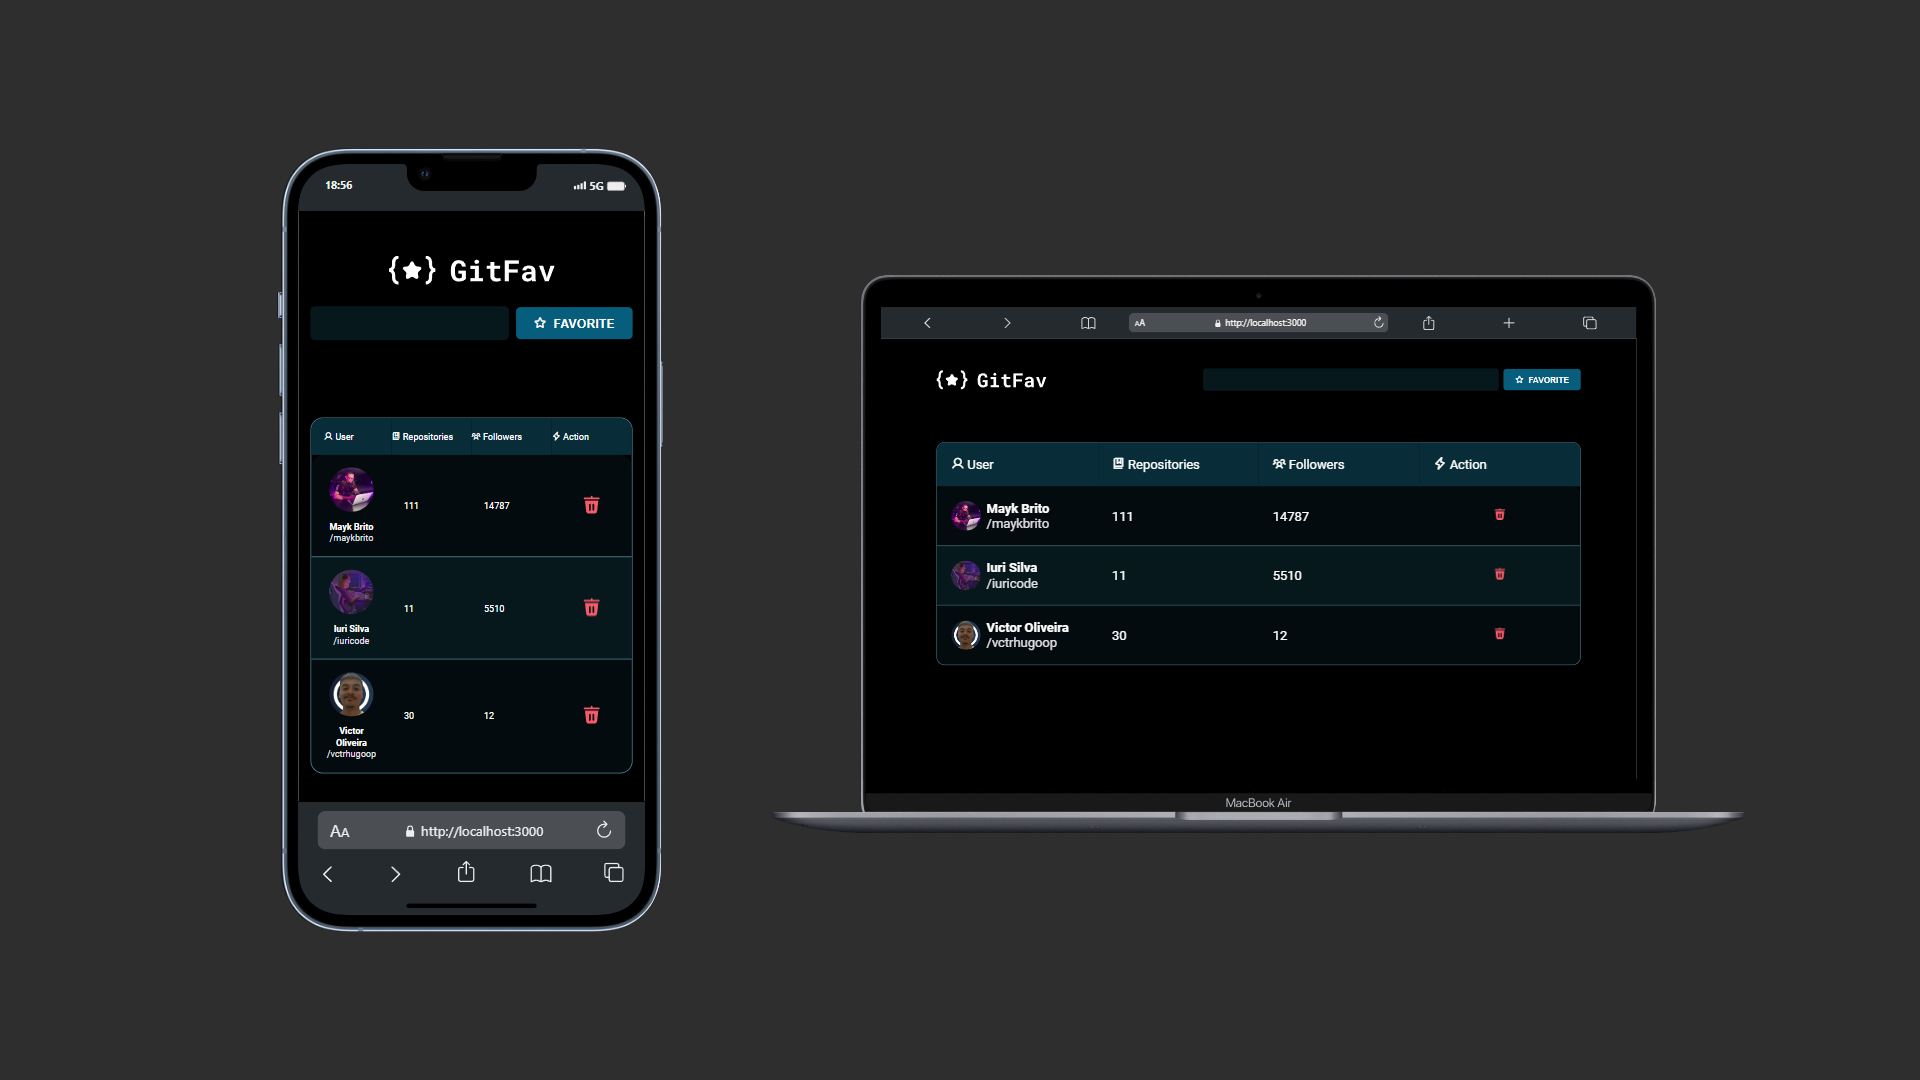 18:56
5G
{★} GitFav
FAVORITE
User Repositories Followers Action
111 14787
Mayk Brito
/maykbrito
11 5510
Iuri Silva
/iuricode
30 12
Victor
Oliveira
/vctrhugoop
AA http://localhost:3000
AA http://localhost:3000
{★} GitFav
FAVORITE
User Repositories Followers Action
Mayk Brito
/maykbrito
111 14787
Iuri Silva
/iuricode
11 5510
Victor Oliveira
/vctrhugoop
30 12
MacBook Air